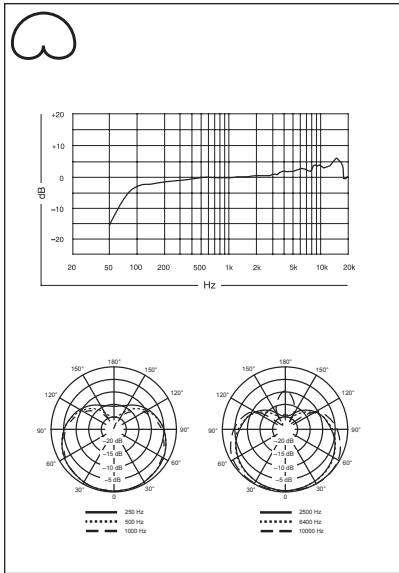 +20
+10
0
−10
−20
dB
20 50 100 200 500 1k 2k 5k 10k 20k
Hz
180°
150° 150°
120° 120°
90° 90°
60° 60°
30° 30°
0
−20 dB
−15 dB
−10 dB
−5 dB
250 Hz
500 Hz
1000 Hz
180°
150° 150°
120° 120°
90° 90°
60° 60°
30° 30°
0
−20 dB
−15 dB
−10 dB
−5 dB
2500 Hz
6400 Hz
10000 Hz